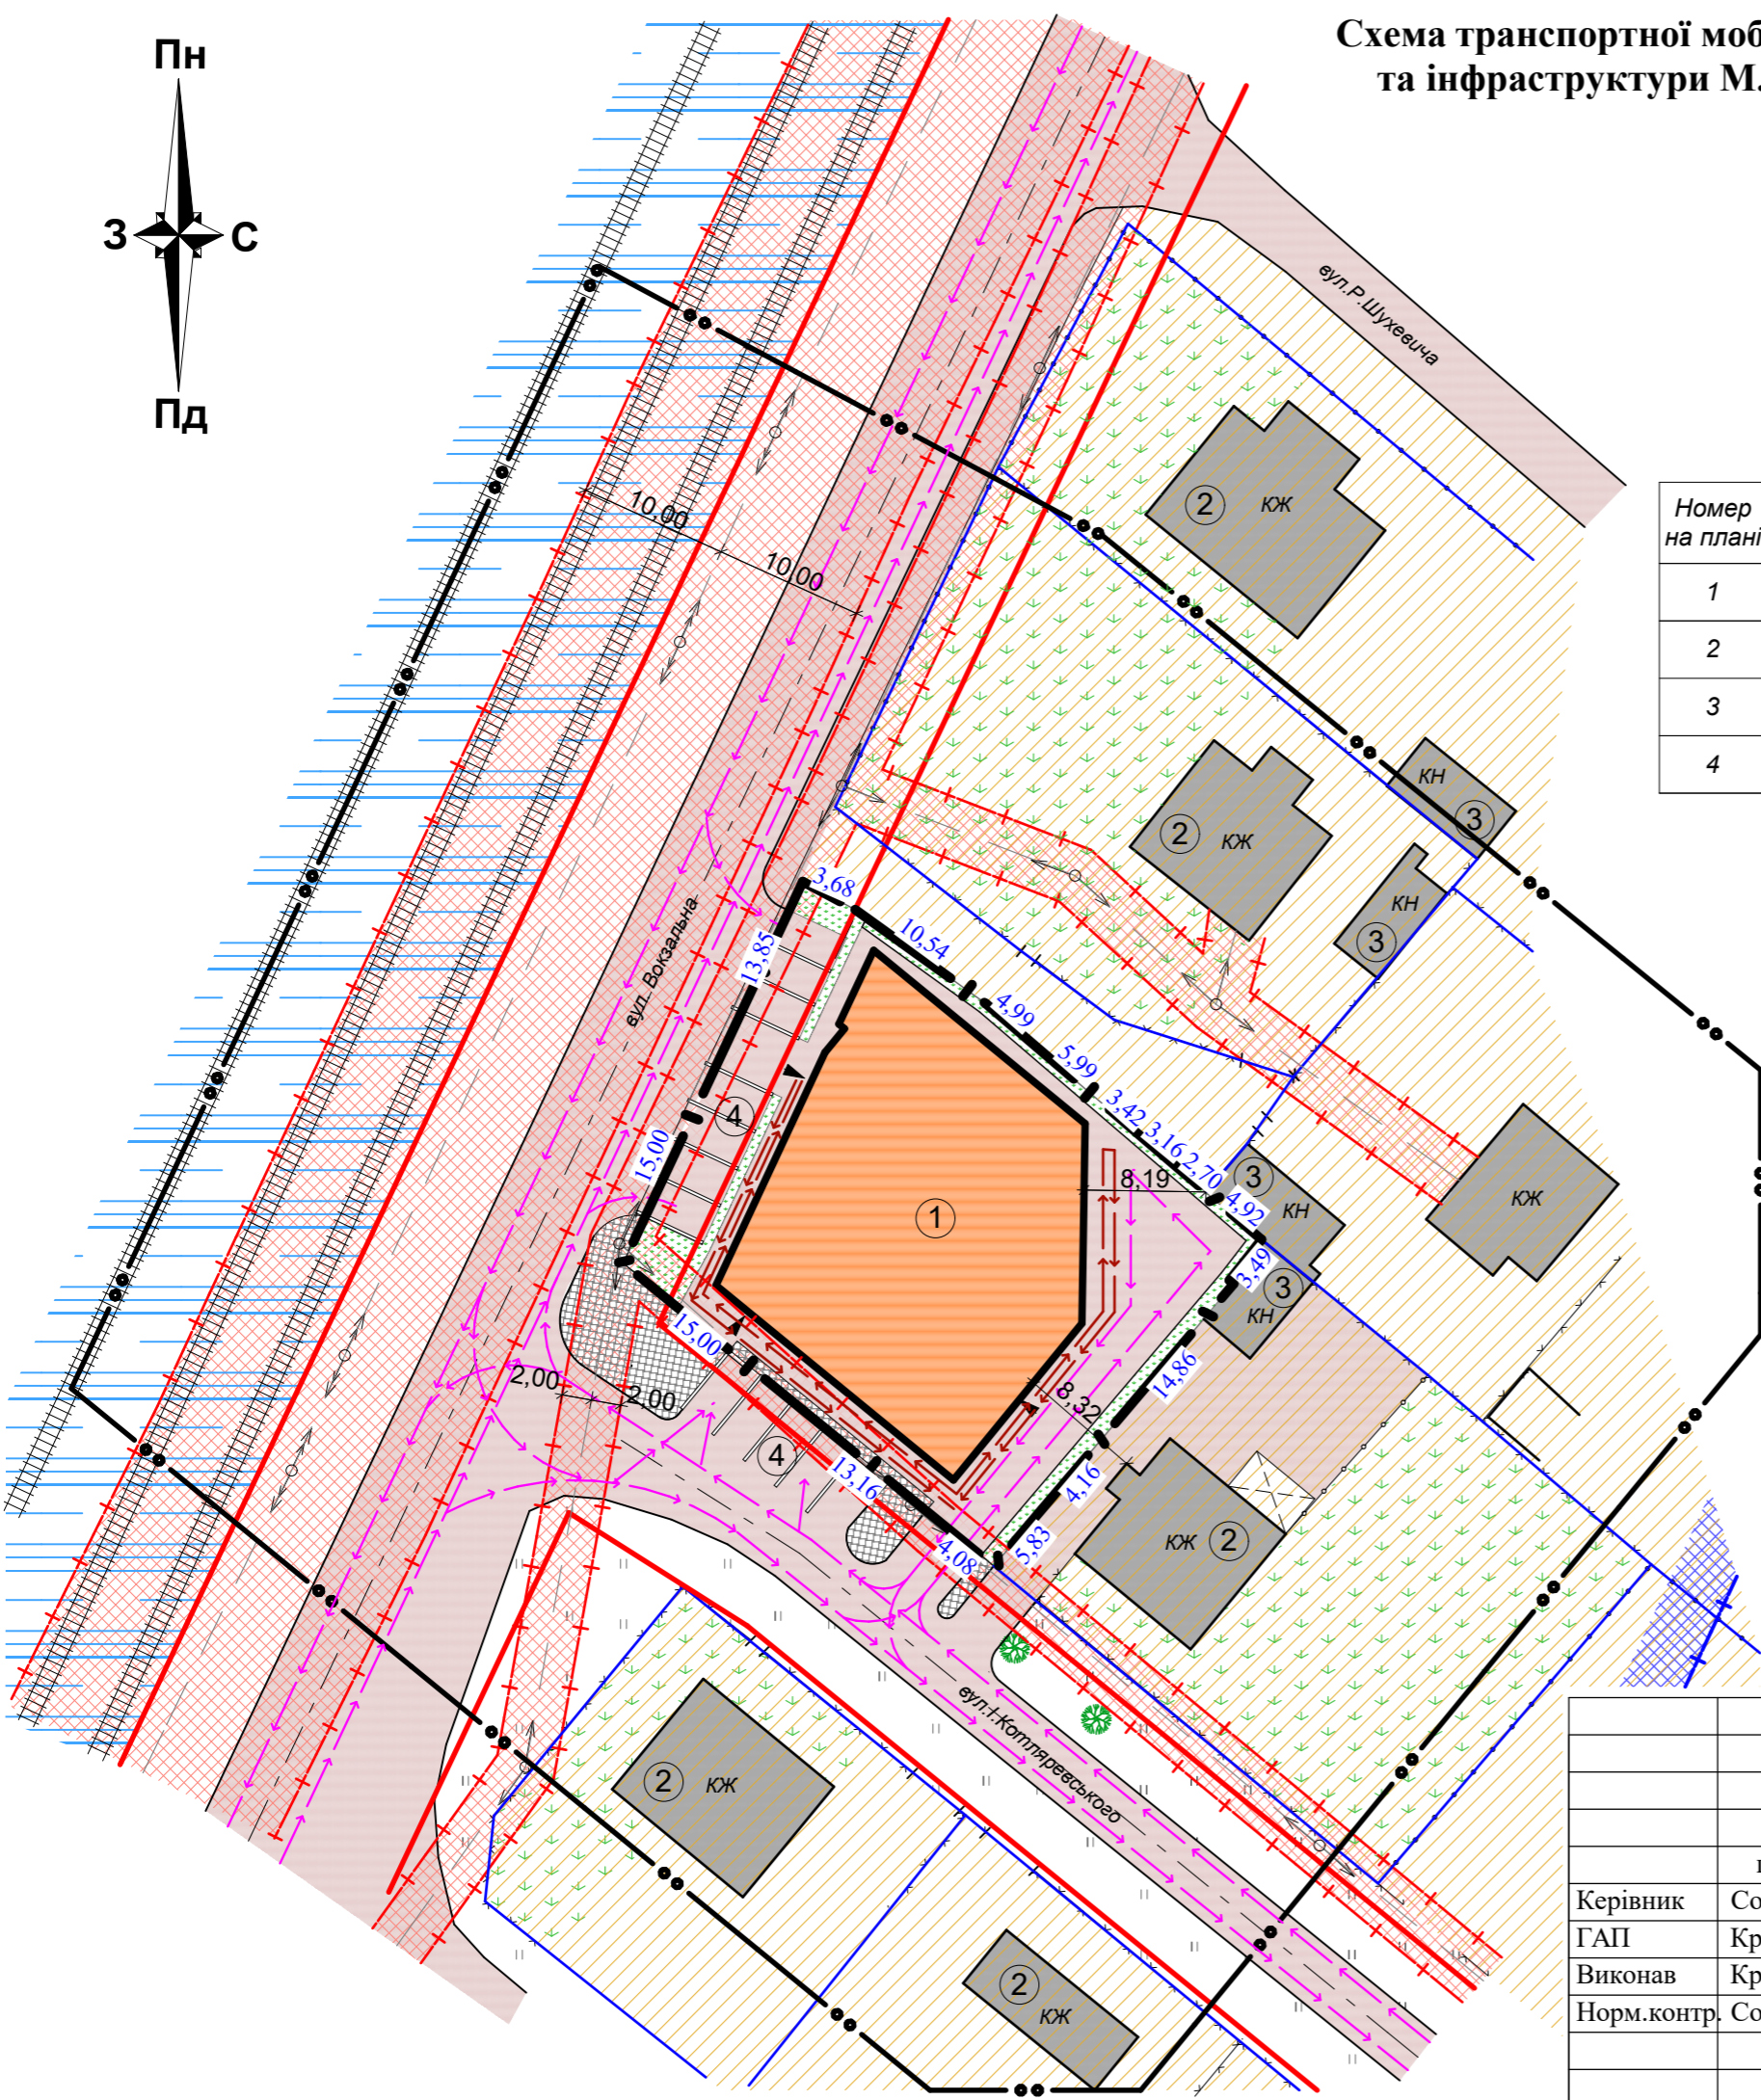 Схема транспортної моб
та інфраструктури М.
Пн
З С
Пд
вул.Р.Шухевича
2 КЖ
Номер
на плані
1
2
3
4
10,00
10,00
КН
3
2 КЖ
КН
3
3,68
10,54
13,85
вул. Вокзальна
4,99
5,99
3,42
3,16
2,70
4
15,00
8,19
3
4,92
КН
КЖ
1
3,49
3
КН
15,00
2,00
2,00
8,32
14,86
4
13,16
4,16
КЖ 2
4,08
5,83
вул.І.Котляревського
2 КЖ
Керівник Со
ГАП Кр
Виконав Кр
Норм.контр. Со
2
КЖ